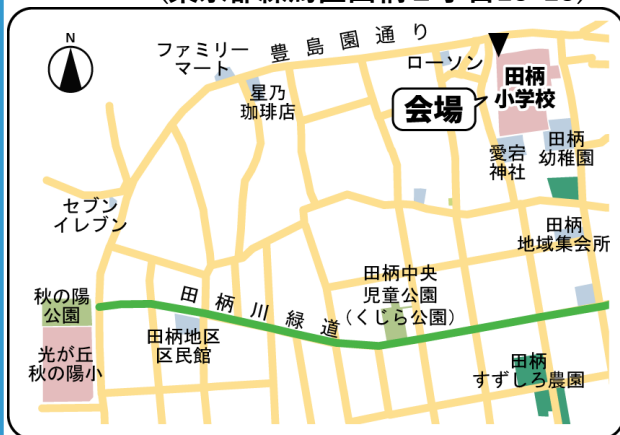 N
ファミリー
マート
豊島園通り
ローソン
田柄
小学校
会場
星乃
珈琲店
愛宕
神社
田柄
幼稚園
セブン
イレブン
田柄
地域集会所
秋の陽
公園
田柄川緑道
田柄中央
児童公園
(くじら公園)
田柄地区
区民館
光が丘
秋の陽小
田柄
すずしろ農園